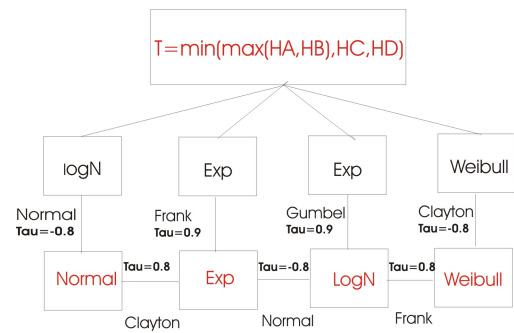 T=min(max(HA,HB),HC,HD)
logN Exp Exp Weibull
Normal Frank Gumbel Clayton
Tau=-0.8 Tau=0.9 Tau=0.9 Tau=-0.8
Normal Tau=0.8 Exp Tau=-0.8 LogN Tau=0.8 Weibull
Clayton Normal Frank